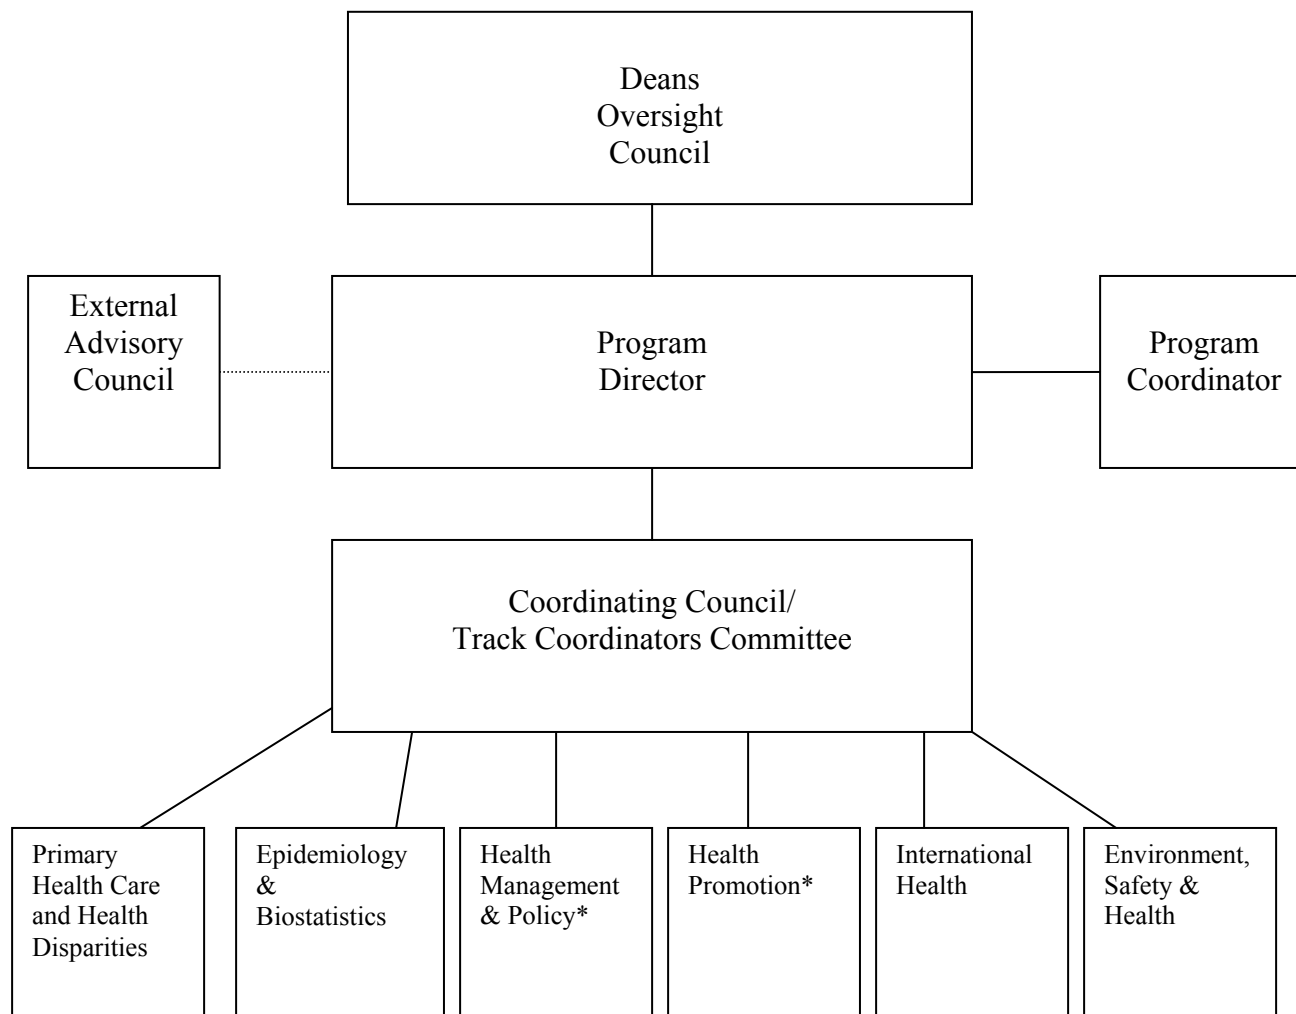 Deans
Oversight
Council
External
Advisory
Council
Program
Director
Program
Coordinator
Coordinating Council/
Track Coordinators Committee
Primary
Health Care
and Health
Disparities
Epidemiology
&
Biostatistics
Health
Management
& Policy*
Health
Promotion*
International
Health
Environment,
Safety &
Health